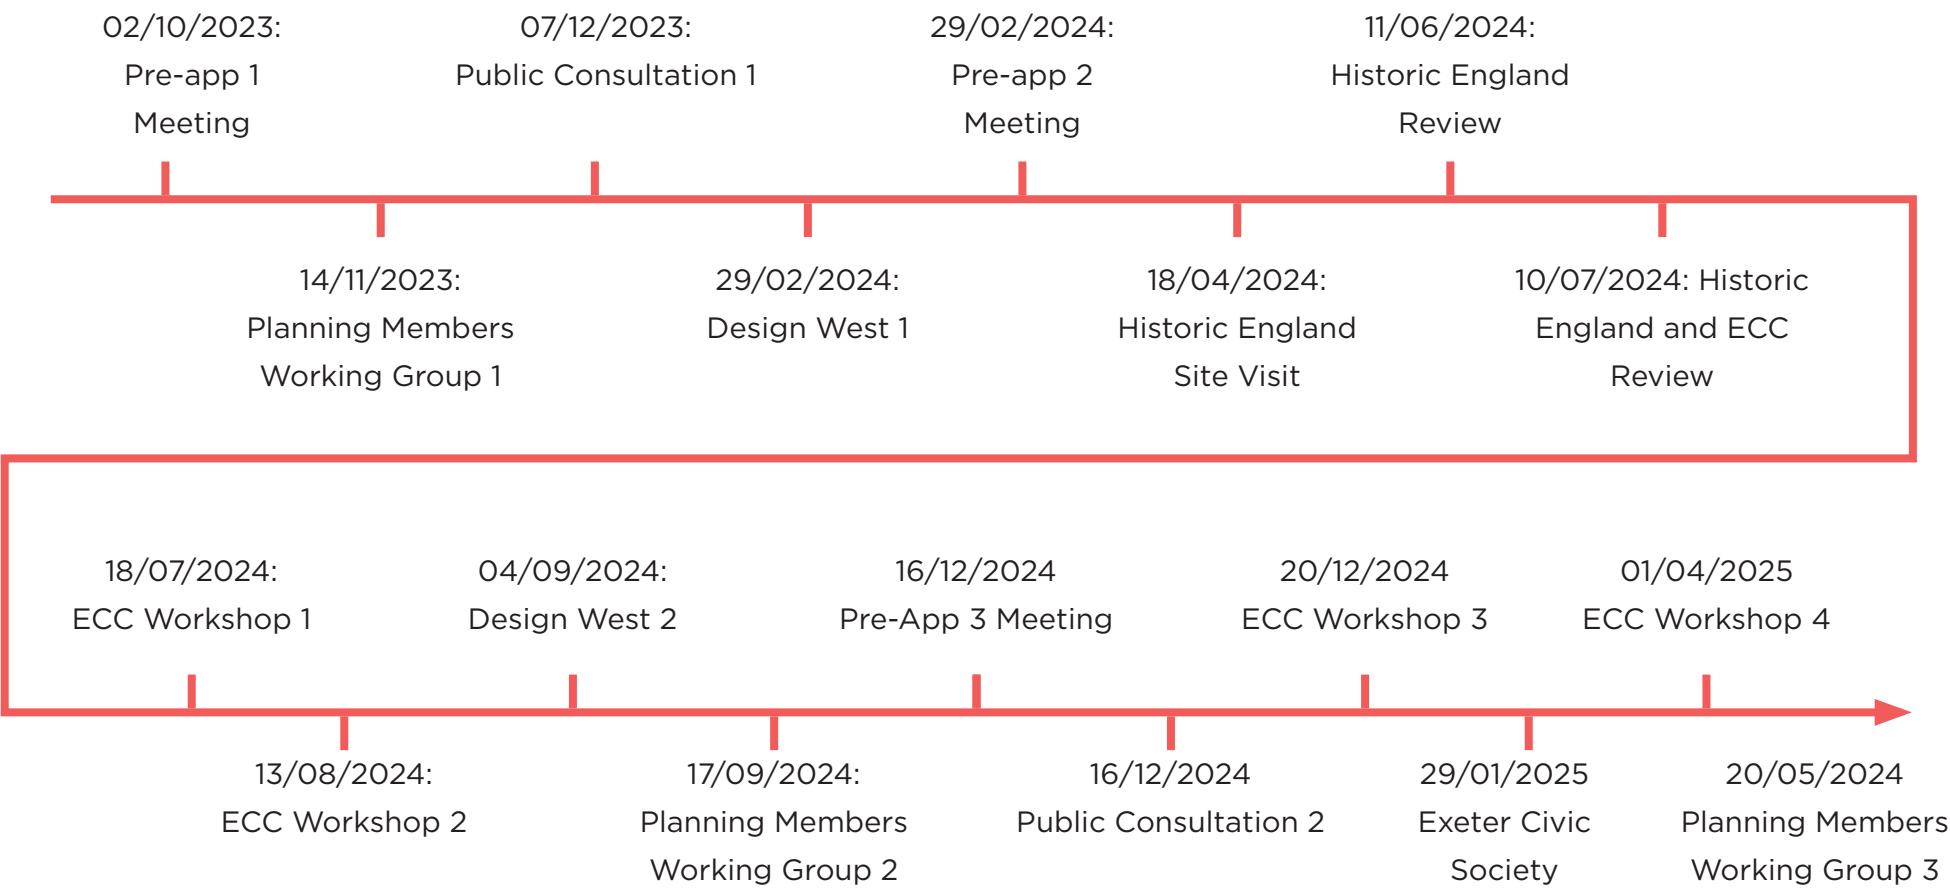 02/10/2023:
Pre-app 1
Meeting
14/11/2023:
Planning Members
Working Group 1
07/12/2023:
Public Consultation 1
29/02/2024:
Design West 1
29/02/2024:
Pre-app 2
Meeting
18/04/2024:
Historic England
Site Visit
11/06/2024:
Historic England
Review
10/07/2024: Historic
England and ECC
Review
18/07/2024:
ECC Workshop 1
13/08/2024:
ECC Workshop 2
04/09/2024:
Design West 2
17/09/2024:
Planning Members
Working Group 2
16/12/2024
Pre-App 3 Meeting
16/12/2024
Public Consultation 2
20/12/2024
ECC Workshop 3
29/01/2025
Exeter Civic
Society
01/04/2025
ECC Workshop 4
20/05/2024
Planning Members
Working Group 3